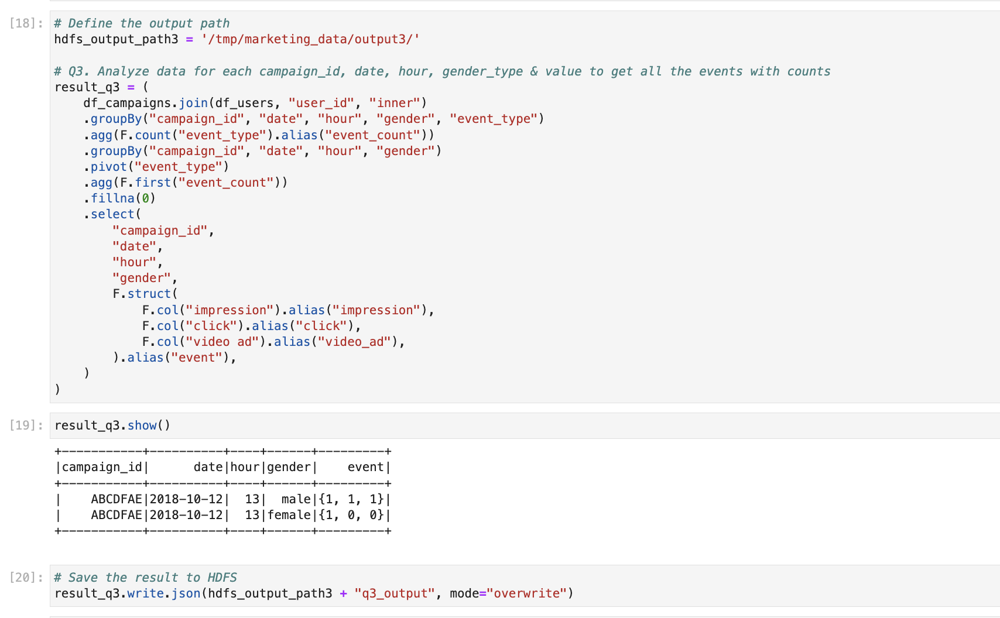 [18]: # Define the output path
hdfs_output_path3 = '/tmp/marketing_data/output3/'

# Q3. Analyze data for each campaign_id, date, hour, gender_type & value to get all the events with counts
result_q3 = (
    df_campaigns.join(df_users, "user_id", "inner")
    .groupBy("campaign_id", "date", "hour", "gender", "event_type")
    .agg(F.count("event_type").alias("event_count"))
    .groupBy("campaign_id", "date", "hour", "gender")
    .pivot("event_type")
    .agg(F.first("event_count"))
    .fillna(0)
    .select(
        "campaign_id",
        "date",
        "hour",
        "gender",
        F.struct(
            F.col("impression").alias("impression"),
            F.col("click").alias("click"),
            F.col("video ad").alias("video_ad"),
        ).alias("event"),
    )
)
[19]: result_q3.show()
+-----------+----------+----+------+---------+
|campaign_id|      date|hour|gender|    event|
+-----------+----------+----+------+---------+
|    ABCDFAE|2018-10-12|  13|  male|{1, 1, 1}|
|    ABCDFAE|2018-10-12|  13|female|{1, 0, 0}|
+-----------+----------+----+------+---------+
[20]: # Save the result to HDFS
result_q3.write.json(hdfs_output_path3 + "q3_output", mode="overwrite")